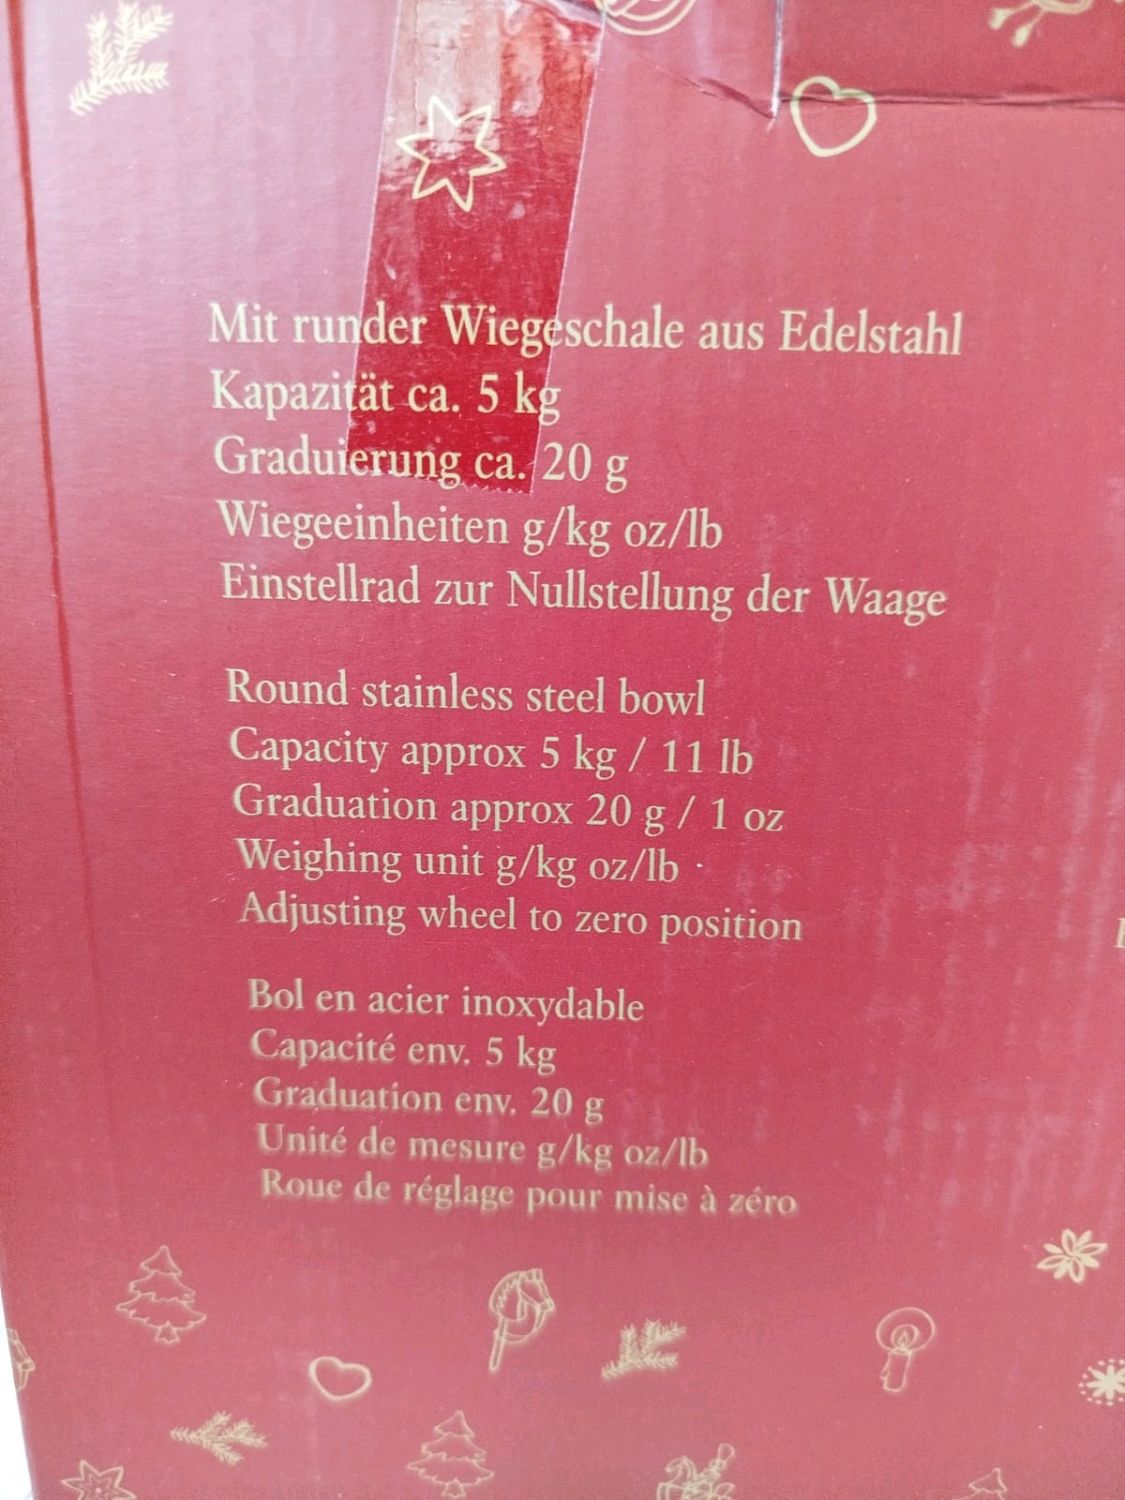 Mit runder Wiegeschale aus Edelstahl
Kapazität ca. 5 kg
Graduierung ca. 20 g
Wiegeeinheiten g/kg oz/lb
Einstellrad zur Nullstellung der Waage
Round stainless steel bowl
Capacity approx 5 kg / 11 lb
Graduation approx 20 g / 1 oz
Weighing unit g/kg oz/lb
Adjusting wheel to zero position
Bol en acier inoxydable
Capacité env. 5 kg
Graduation env. 20 g
Unité de mesure g/kg oz/lb
Roue de réglage pour mise à zéro